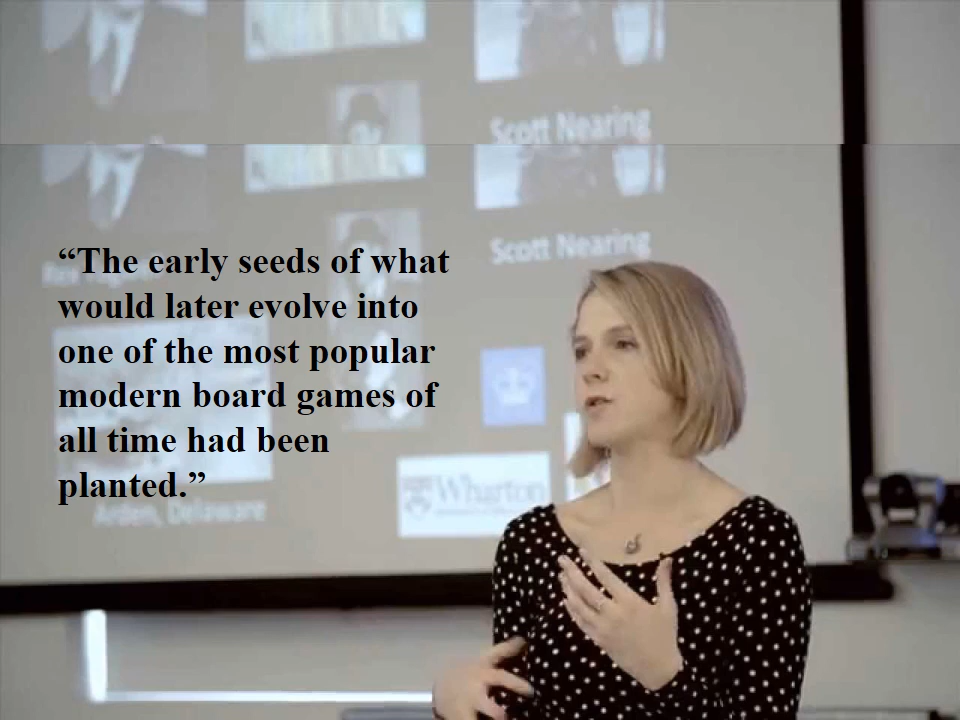 Scott Nearing
Scott Nearing
“The early seeds of what
would later evolve into
one of the most popular
modern board games of
all time had been
planted.”
Wharton
Arden, Delaware